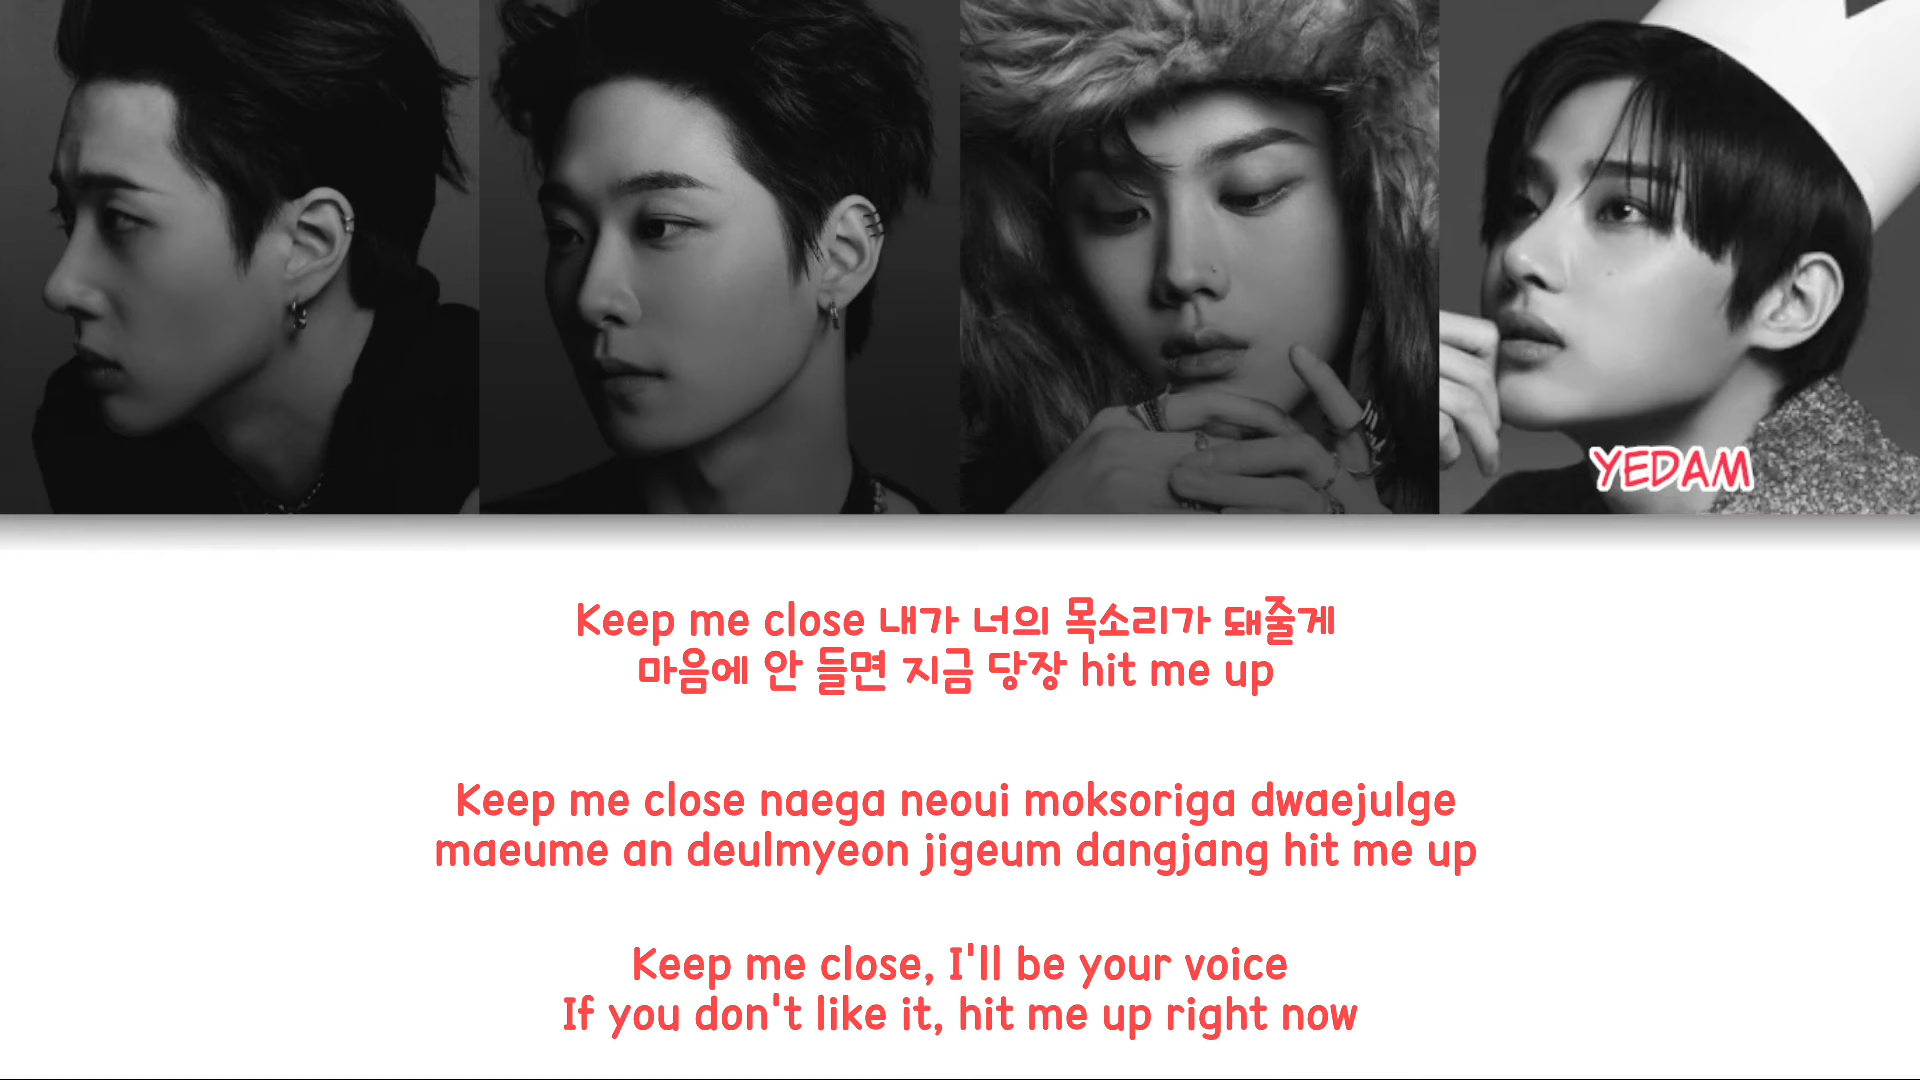 YEDAM
Keep me close 내가 너의 목소리가 돼줄게
마음에 안 들면 지금 당장 hit me up
Keep me close naega neoui moksoriga dwaejulge
maeume an deulmyeon jigeum dangjang hit me up
Keep me close, I'll be your voice
If you don't like it, hit me up right now